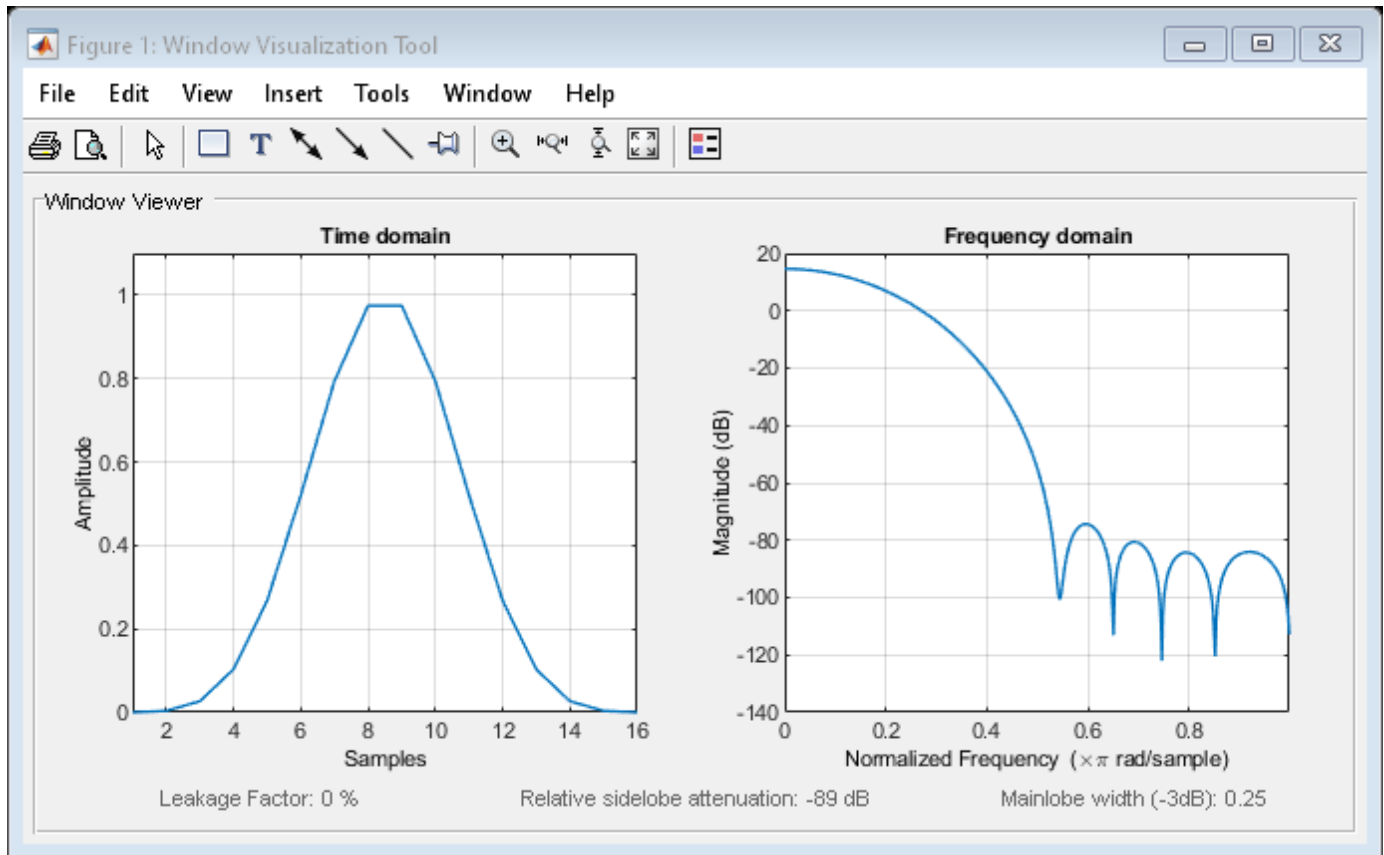 Figure 1: Window Visualization Tool
File Edit View Insert Tools Window Help
T
Window Viewer
Time domain
1
0.8
0.6
0.4
0.2
0
2 4 6 8 10 12 14 16
Amplitude
Samples
Frequency domain
20
0
-20
-40
-60
-80
-100
-120
-140
0 0.2 0.4 0.6 0.8
Magnitude (dB)
Normalized Frequency (×π rad/sample)
Leakage Factor: 0 % Relative sidelobe attenuation: -89 dB Mainlobe width (-3dB): 0.25